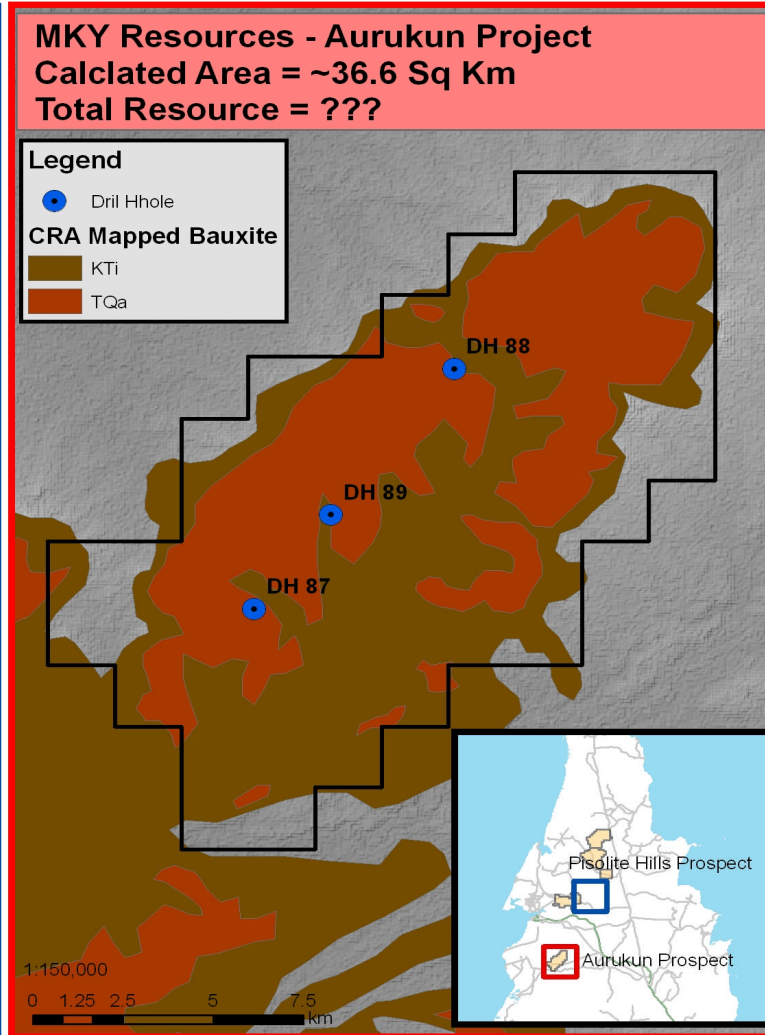 MKY Resources - Aurukun Project
Calclated Area = ~36.6 Sq Km
Total Resource = ???
Legend
Dril Hhole
CRA Mapped Bauxite
KTi
TQa
DH 88
DH 89
DH 87
Pisolite Hills Prospect
Aurukun Prospect
1:150,000
0 1.25 2.5 5 7.5
km